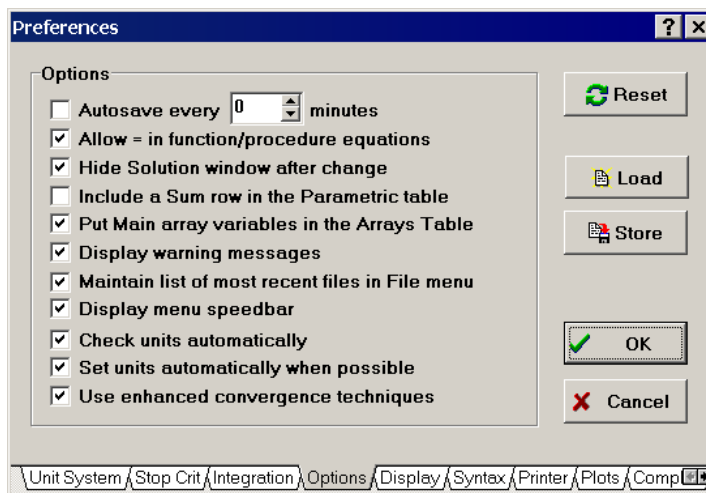 Preferences
Options
Autosave every 0 minutes
Allow = in function/procedure equations
Hide Solution window after change
Include a Sum row in the Parametric table
Put Main array variables in the Arrays Table
Display warning messages
Maintain list of most recent files in File menu
Display menu speedbar
Check units automatically
Set units automatically when possible
Use enhanced convergence techniques
Reset
Load
Store
OK
Cancel
Unit System Stop Crit Integration Options Display Syntax Printer Plots Comp